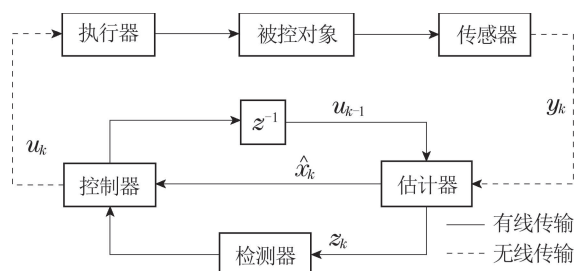 执行器
被控对象
传感器
z⁻¹
u_{k-1}
y_k
u_k
控制器
x̂_k
估计器
有线传输
z_k
检测器
无线传输